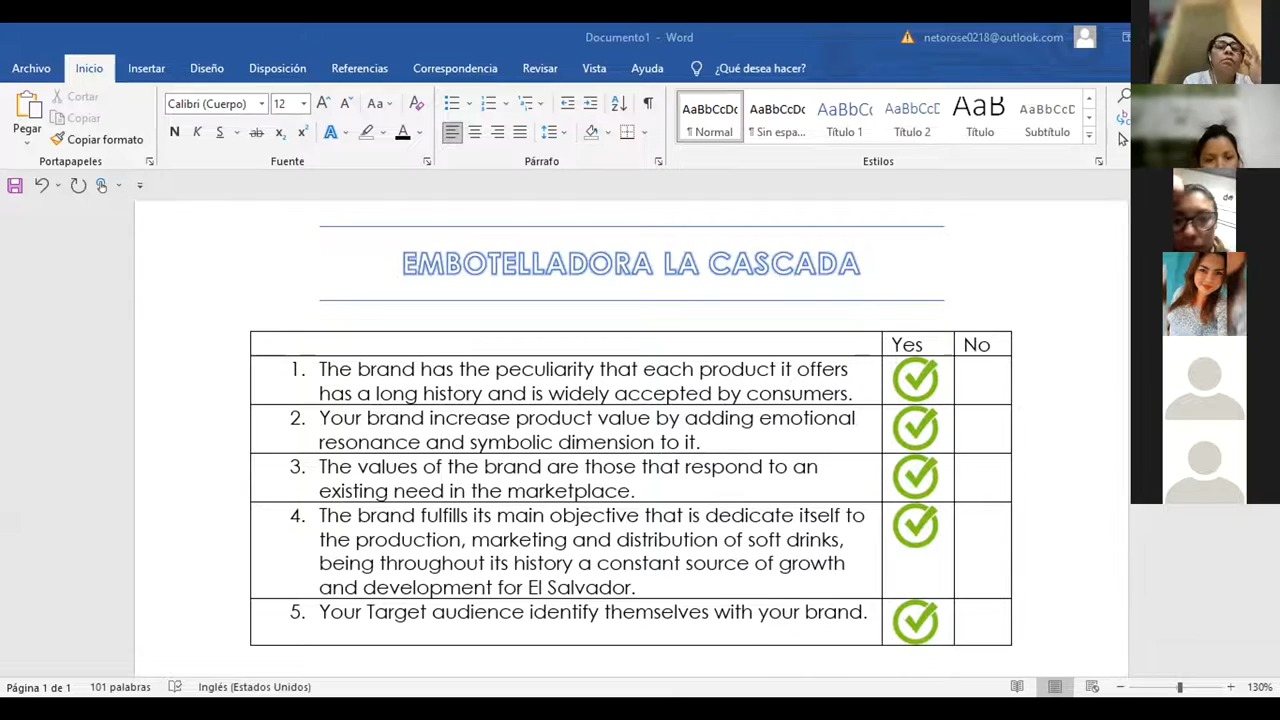 Documento1 - Word
netorose0218@outlook.com
Archivo Inicio Insertar Diseño Disposición Referencias Correspondencia Revisar Vista Ayuda ¿Qué desea hacer?
Pegar
Cortar
Copiar
Copiar formato
Portapapeles
Calibri (Cuerpo) 12
N K S
Fuente
Párrafo
AaBbCcDc AaBbCcDc AaBbCc AaBbCcD AaB AaBbCcD
¶ Normal ¶ Sin espa... Título 1 Título 2 Título Subtítulo
Estilos
EMBOTELLADORA LA CASCADA
Yes No
1. The brand has the peculiarity that each product it offers
has a long history and is widely accepted by consumers.
2. Your brand increase product value by adding emotional
resonance and symbolic dimension to it.
3. The values of the brand are those that respond to an
existing need in the marketplace.
4. The brand fulfills its main objective that is dedicate itself to
the production, marketing and distribution of soft drinks,
being throughout its history a constant source of growth
and development for El Salvador.
5. Your Target audience identify themselves with your brand.
Página 1 de 1 101 palabras Inglés (Estados Unidos) 130%
de